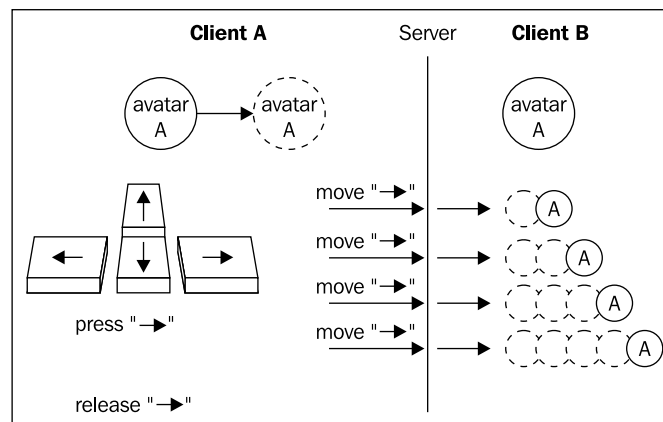 Client A Server Client B
avatar A
avatar A
avatar A
move "→"
A
move "→"
A
move "→"
A
move "→"
A
press "→"
release "→"